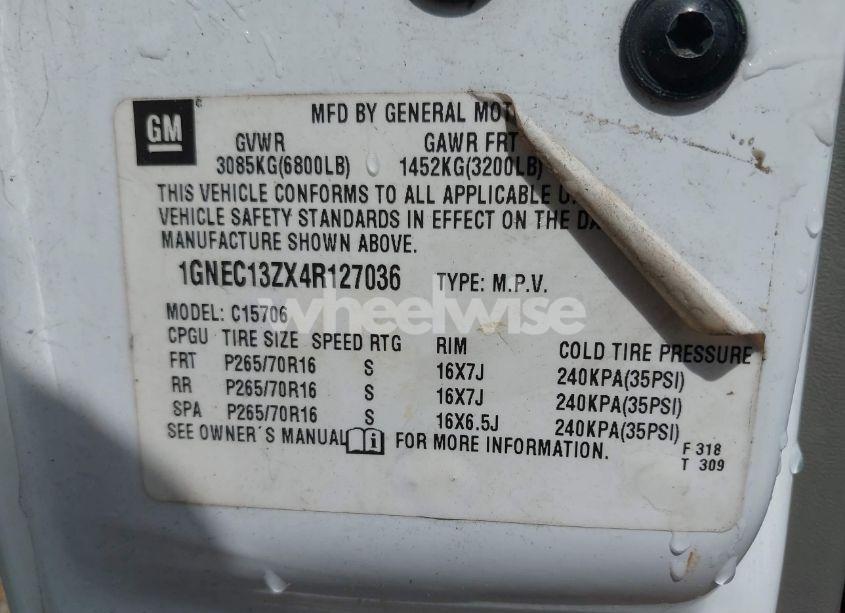 GM
MFD BY GENERAL MOT
GVWR GAWR FRT
3085KG(6800LB) 1452KG(3200LB)
THIS VEHICLE CONFORMS TO ALL APPLICABLE U.
VEHICLE SAFETY STANDARDS IN EFFECT ON THE DA
MANUFACTURE SHOWN ABOVE.
1GNEC13ZX4R127036 TYPE: M.P.V.
wheelwise
MODEL: C15706
CPGU TIRE SIZE SPEED RTG RIM COLD TIRE PRESSURE
FRT P265/70R16 S 16X7J 240KPA(35PSI)
RR P265/70R16 S 16X7J 240KPA(35PSI)
SPA P265/70R16 S 16X6.5J 240KPA(35PSI)
SEE OWNER'S MANUAL FOR MORE INFORMATION.
F 318
T 309